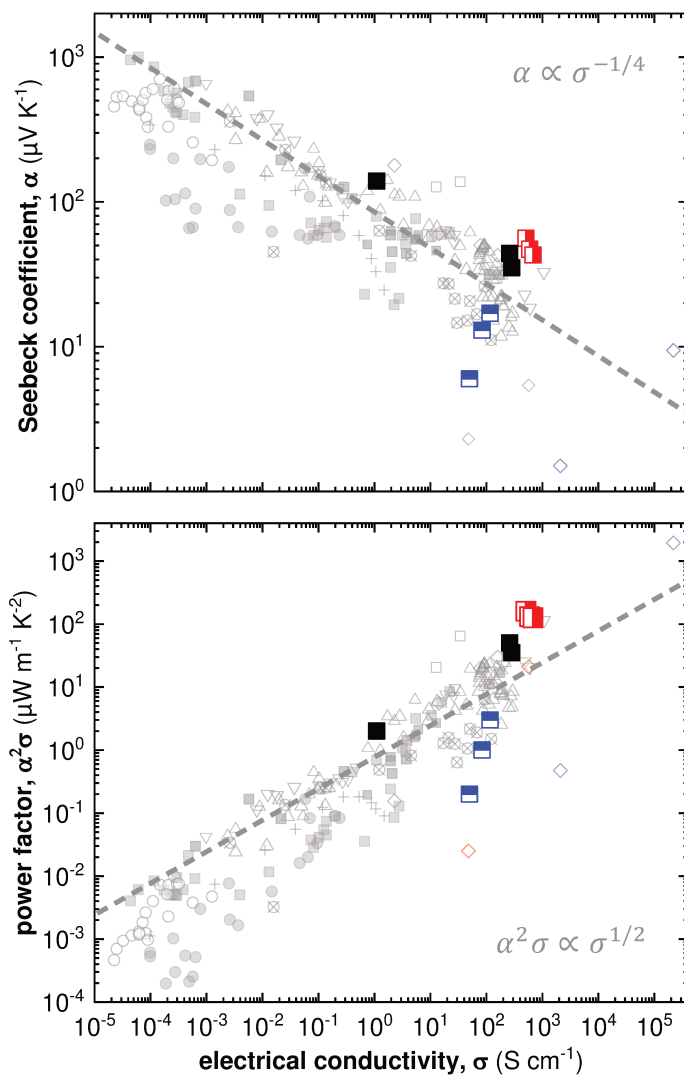 10³
10²
10¹
10⁰
Seebeck coefficient, α (μV K⁻¹)
α ∝ σ⁻¹/⁴
10³
10²
10¹
10⁰
10⁻¹
10⁻²
10⁻³
10⁻⁴
power factor, α²σ (μW m⁻¹ K⁻²)
α²σ ∝ σ¹/²
10⁻⁵ 10⁻⁴ 10⁻³ 10⁻² 10⁻¹ 10⁰ 10¹ 10² 10³ 10⁴ 10⁵
electrical conductivity, σ (S cm⁻¹)